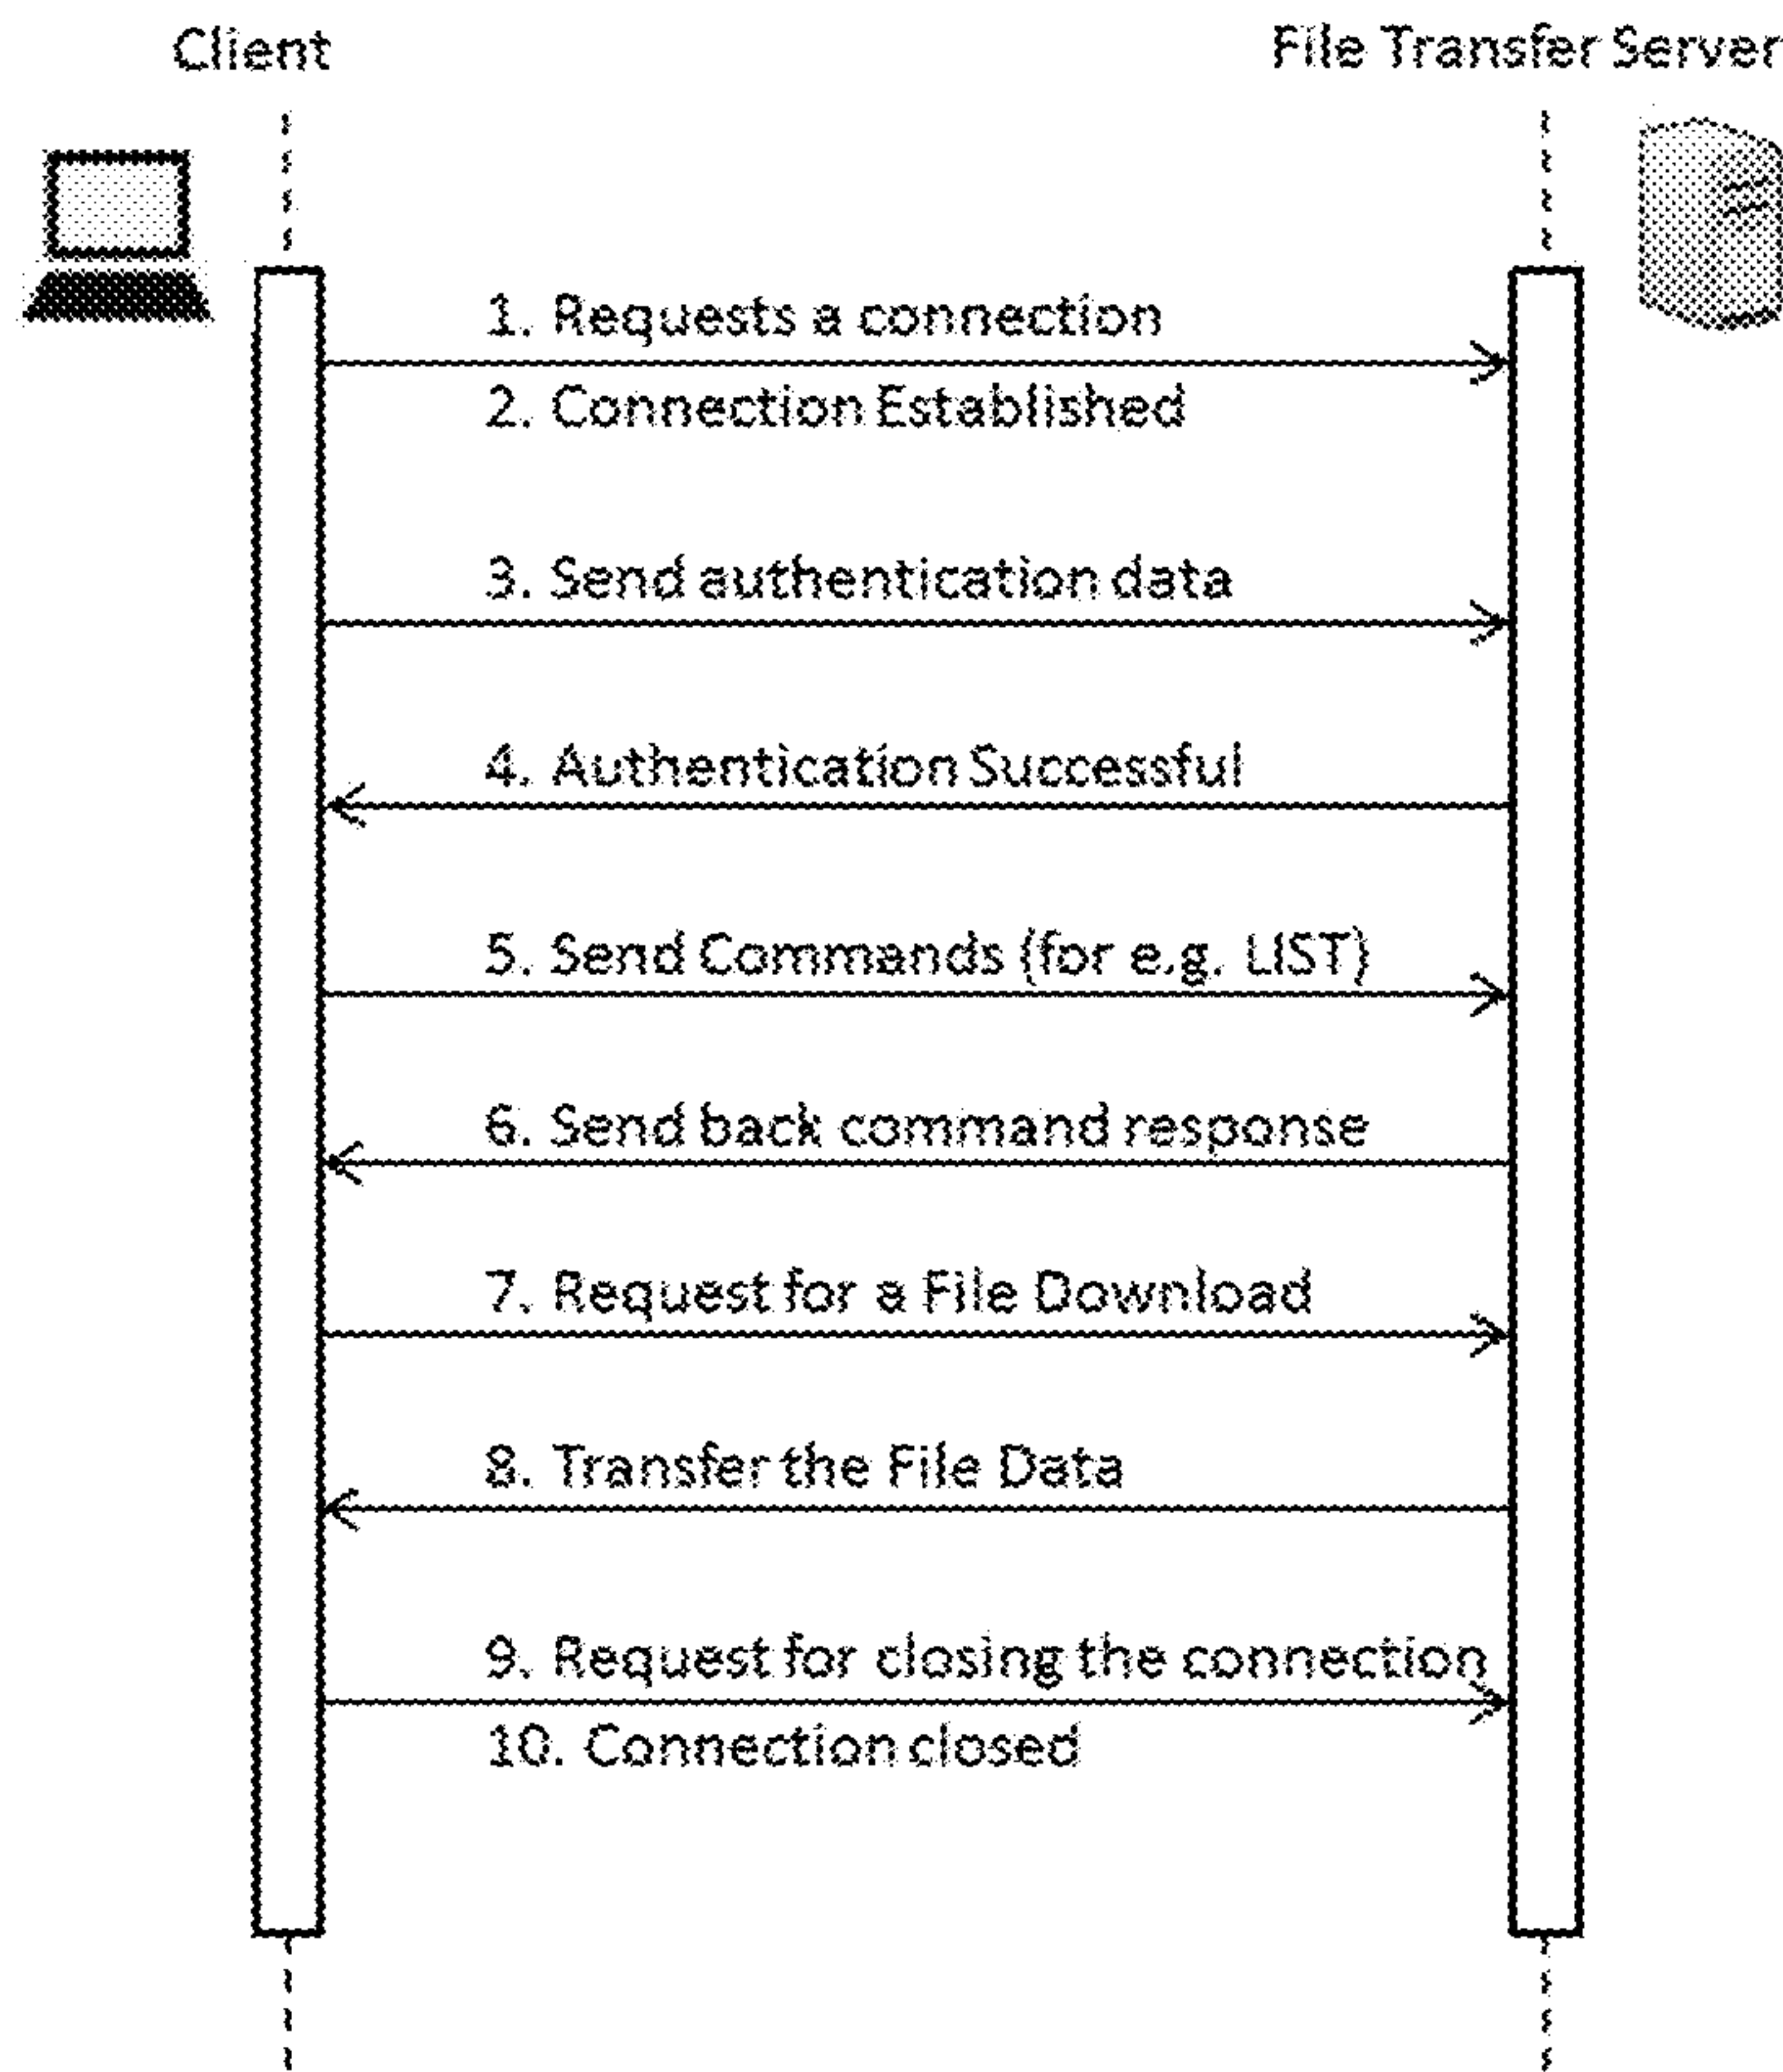 Client
File Transfer Server
1. Requests a connection
2. Connection Established
3. Send authentication data
4. Authentication Successful
5. Send Commands (for e.g. LIST)
6. Send back command response
7. Request for a File Download
8. Transfer the File Data
9. Request for closing the connection
10. Connection closed